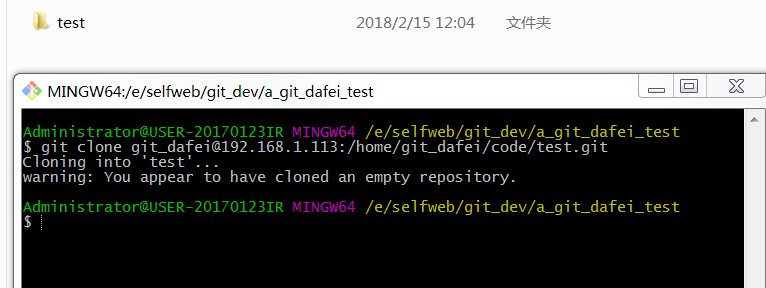 test 2018/2/15 12:04 文件夹
MINGW64:/e/selfweb/git_dev/a_git_dafei_test
Administrator@USER-20170123IR MINGW64 /e/selfweb/git_dev/a_git_dafei_test
$ git clone git_dafei@192.168.1.113:/home/git_dafei/code/test.git
Cloning into 'test'...
warning: You appear to have cloned an empty repository.
Administrator@USER-20170123IR MINGW64 /e/selfweb/git_dev/a_git_dafei_test
$